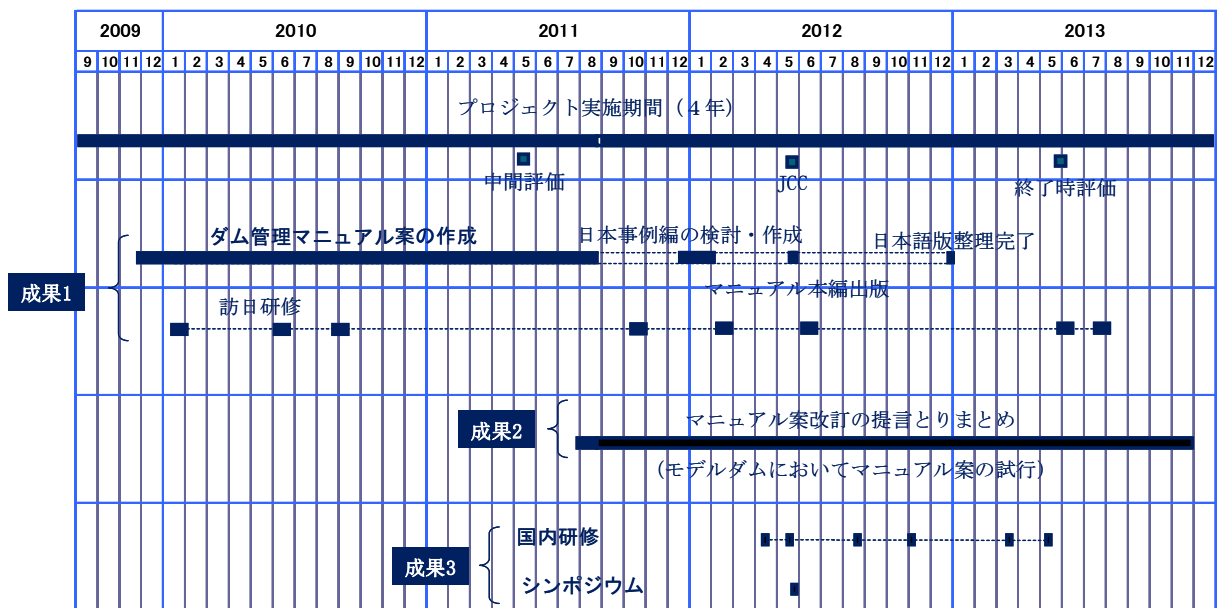 2009 2010 2011 2012 2013
9 10 11 12 1 2 3 4 5 6 7 8 9 10 11 12 1 2 3 4 5 6 7 8 9 10 11 12 1 2 3 4 5 6 7 8 9 10 11 12 1 2 3 4 5 6 7 8 9 10 11 12
プロジェクト実施期間（４年）
中間評価
JCC
終了時評価
成果1
ダム管理マニュアル案の作成
日本事例編の検討・作成
日本語版整理完了
マニュアル本編出版
訪日研修
成果2
マニュアル案改訂の提言とりまとめ
（モデルダムにおいてマニュアル案の試行）
成果3
国内研修
シンポジウム